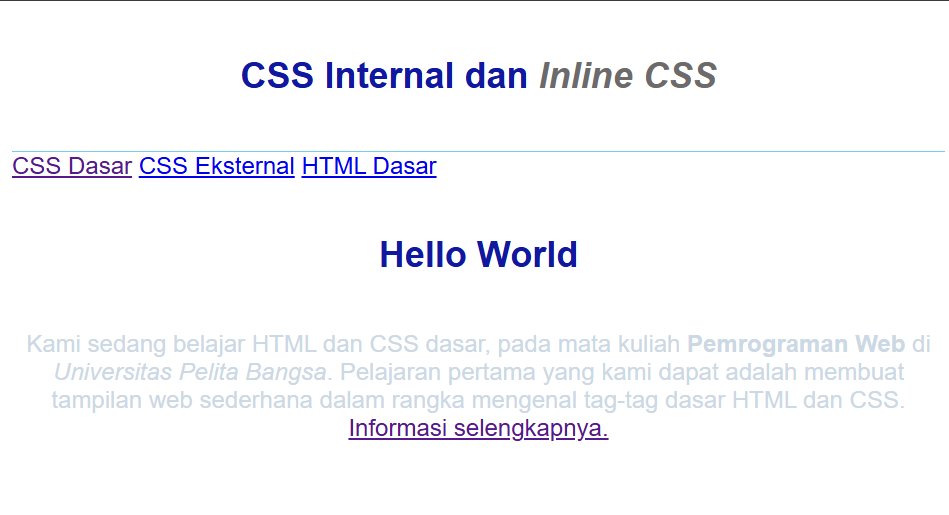 CSS Internal dan Inline CSS
CSS Dasar CSS Eksternal HTML Dasar
Hello World
Kami sedang belajar HTML dan CSS dasar, pada mata kuliah Pemrograman Web di
Universitas Pelita Bangsa. Pelajaran pertama yang kami dapat adalah membuat
tampilan web sederhana dalam rangka mengenal tag-tag dasar HTML dan CSS.
Informasi selengkapnya.